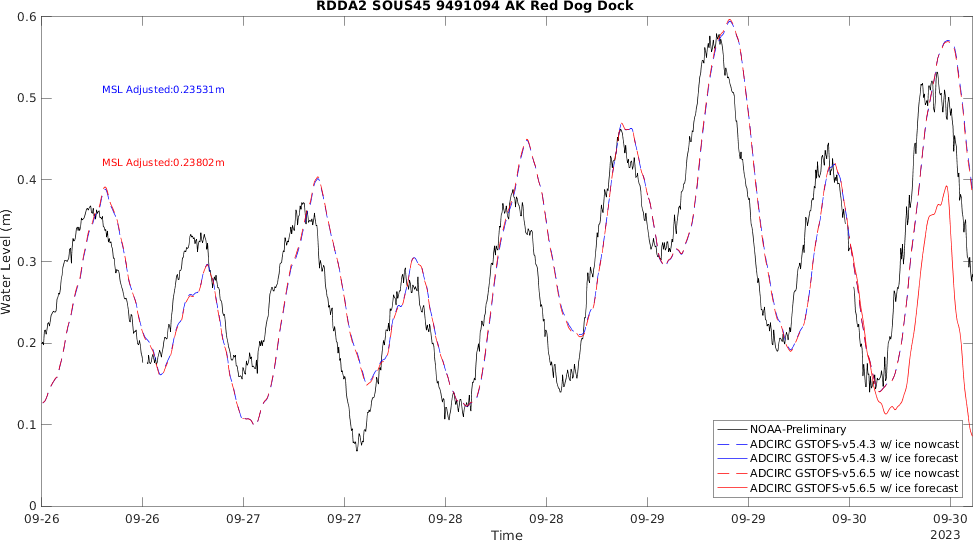 RDDA2 SOUS45 9491094 AK Red Dog Dock
0.6
0.5
0.4
0.3
0.2
0.1
0
Water Level (m)
MSL Adjusted:0.23531m
MSL Adjusted:0.23802m
NOAA-Preliminary
ADCIRC GSTOFS-v5.4.3 w/ ice nowcast
ADCIRC GSTOFS-v5.4.3 w/ ice forecast
ADCIRC GSTOFS-v5.6.5 w/ ice nowcast
ADCIRC GSTOFS-v5.6.5 w/ ice forecast
09-26 09-26 09-27 09-27 09-28 09-28 09-29 09-29 09-30 09-30
2023
Time